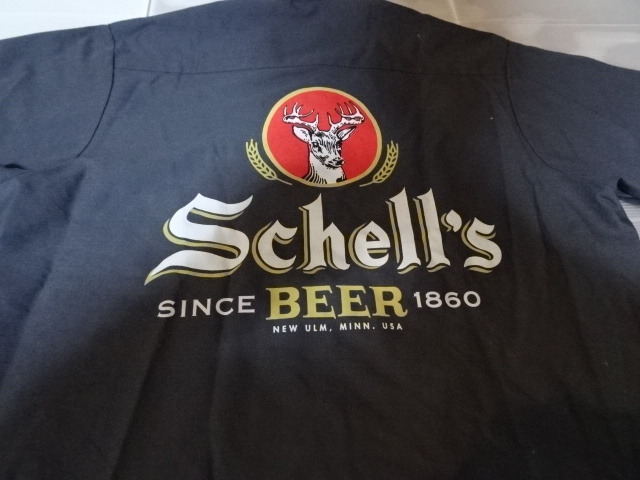 Schell's
SINCE BEER 1860
NEW ULM, MINN. USA